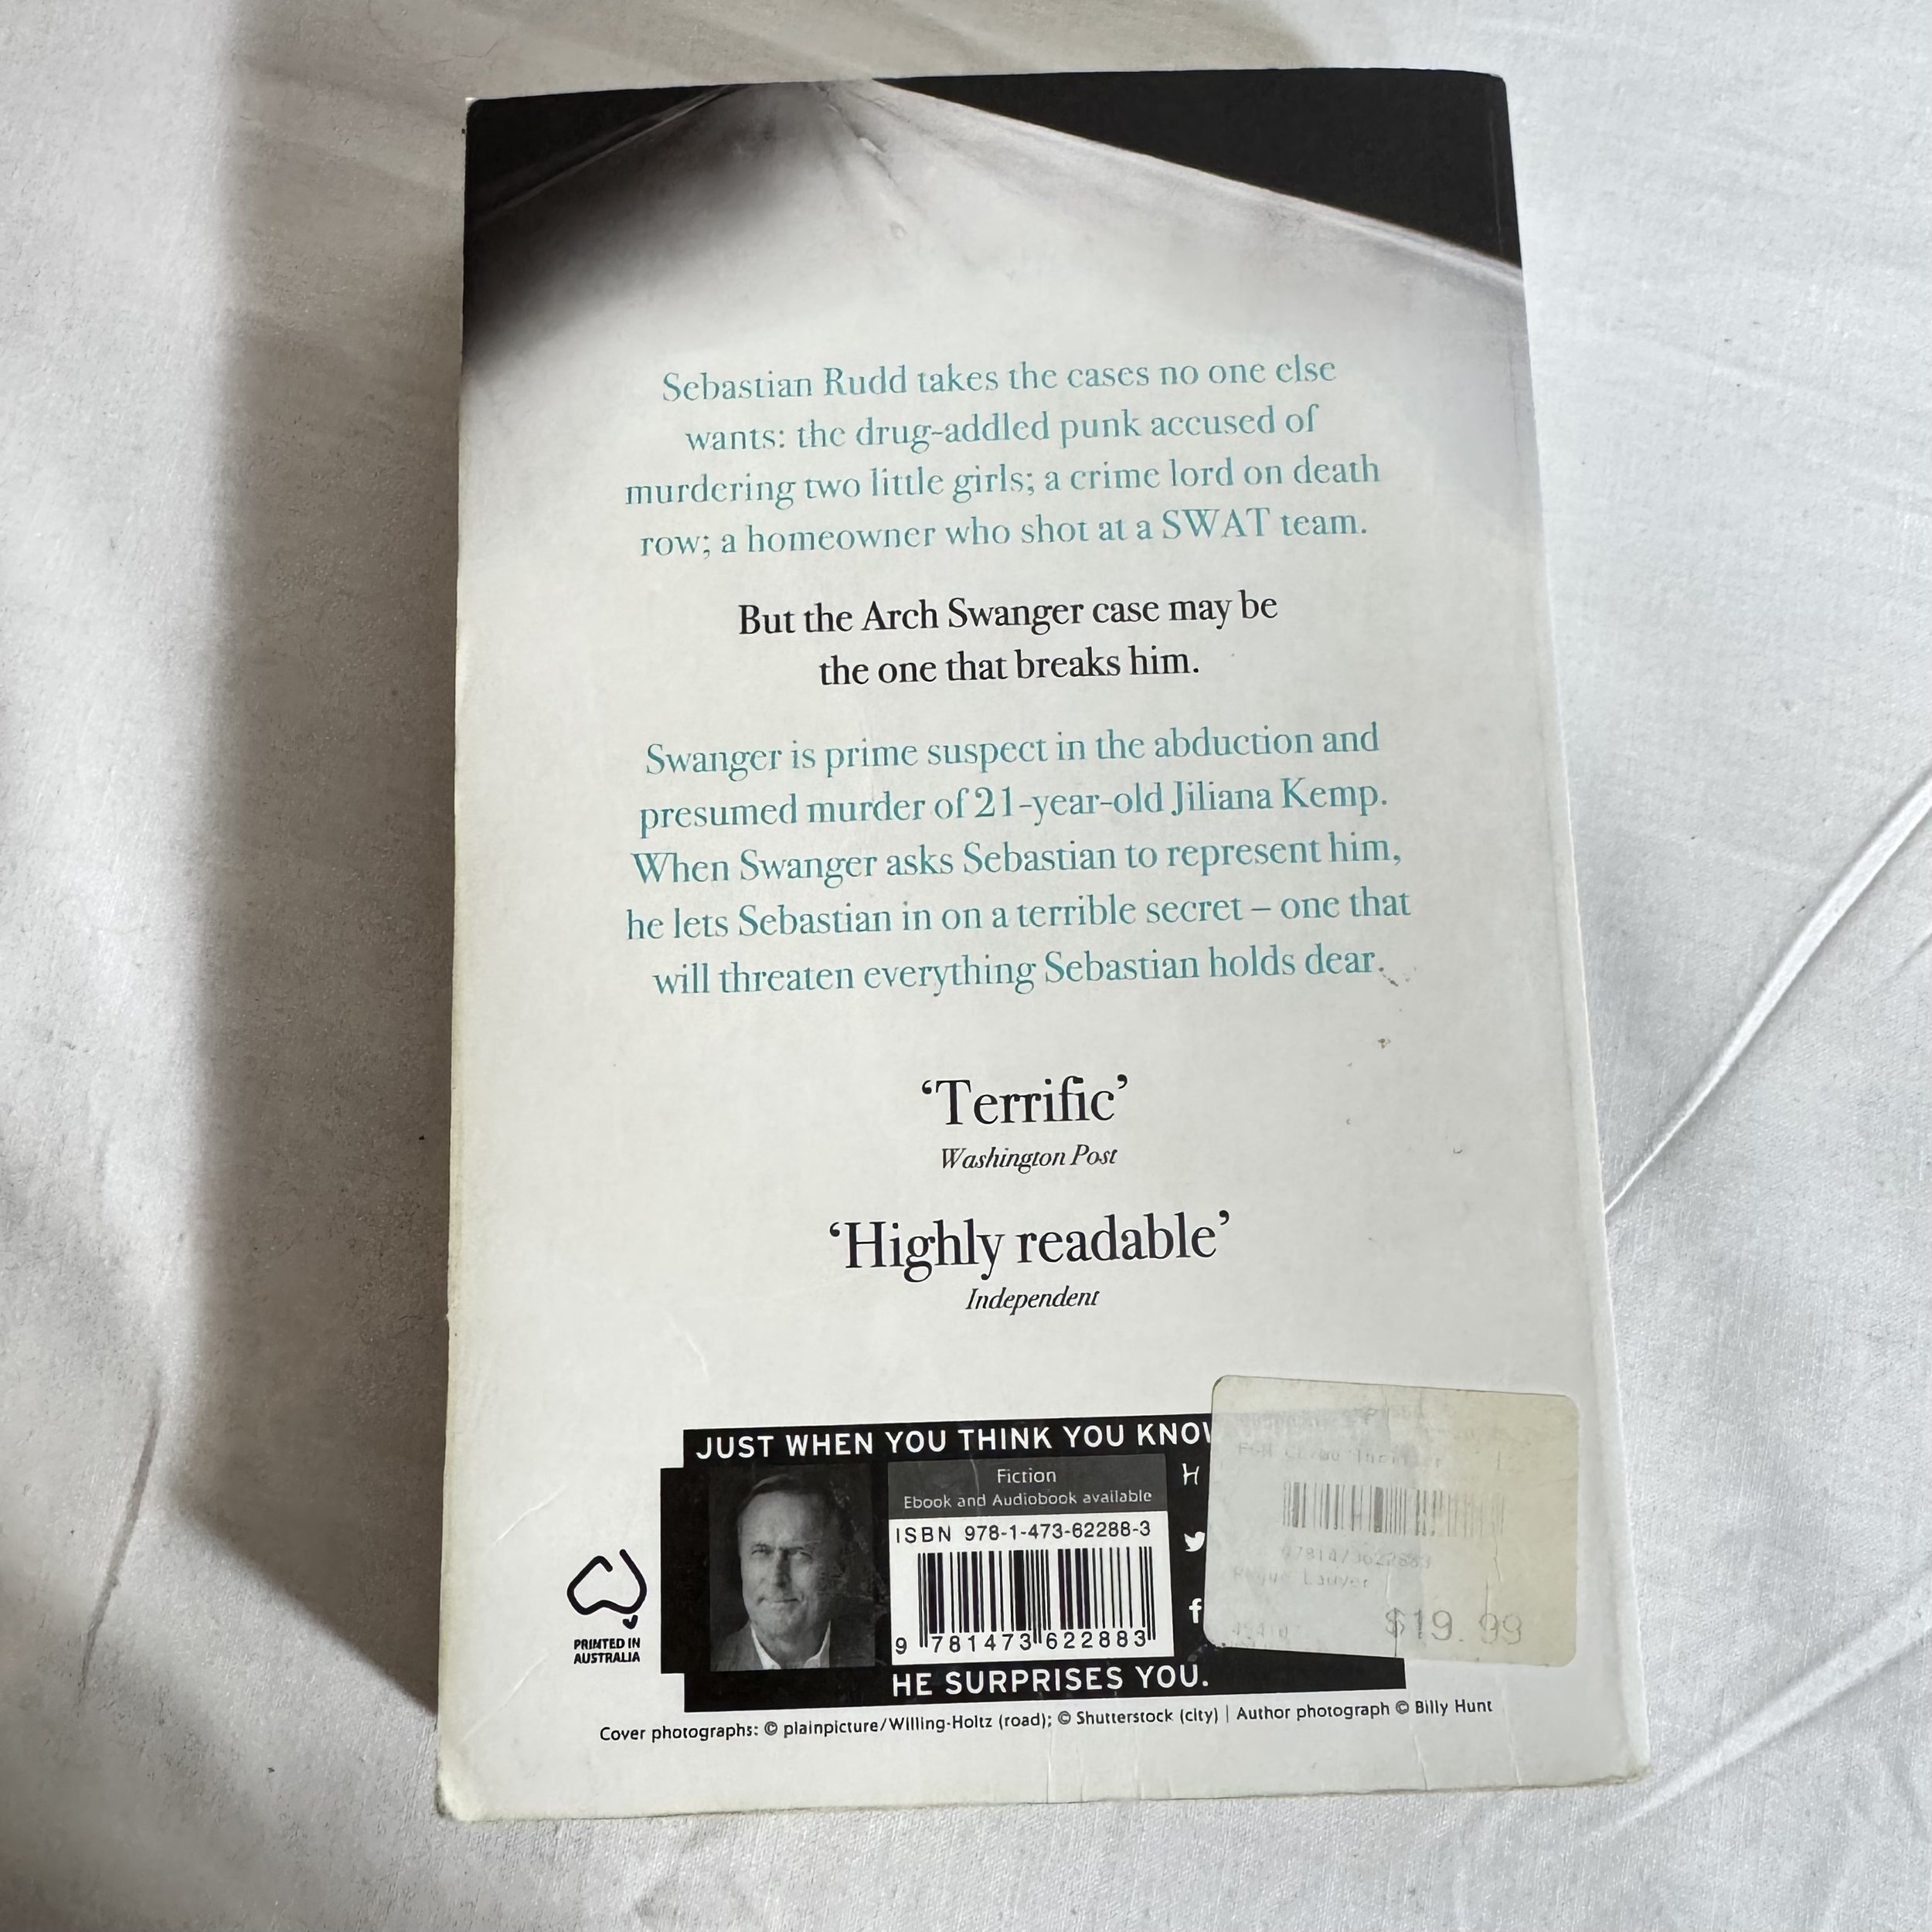 Sebastian Rudd takes the cases no one else
wants: the drug-addled punk accused of
murdering two little girls; a crime lord on death
row; a homeowner who shot at a SWAT team.
But the Arch Swanger case may be
the one that breaks him.
Swanger is prime suspect in the abduction and
presumed murder of 21-year-old Jiliana Kemp.
When Swanger asks Sebastian to represent him,
he lets Sebastian in on a terrible secret – one that
will threaten everything Sebastian holds dear.
‘Terrific’
Washington Post
‘Highly readable’
Independent
JUST WHEN YOU THINK YOU KNOW
Fiction
Ebook and Audiobook available
ISBN 978-1-473-62288-3
9 781473 622883
HE SURPRISES YOU.
PRINTED IN
AUSTRALIA
9781473622883
Rogue Lawyer
$19.99
Cover photographs: © plainpicture/Willing-Holtz (road); © Shutterstock (city) | Author photograph © Billy Hunt